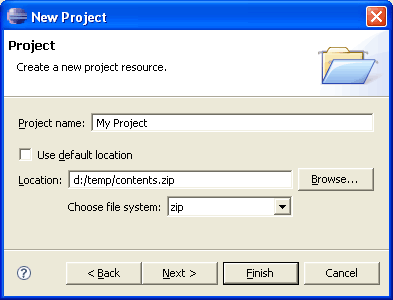 New Project
Project
Create a new project resource.
Project name: My Project
Use default location
Location: d:/temp/contents.zip Browse...
Choose file system: zip
? < Back Next > Finish Cancel